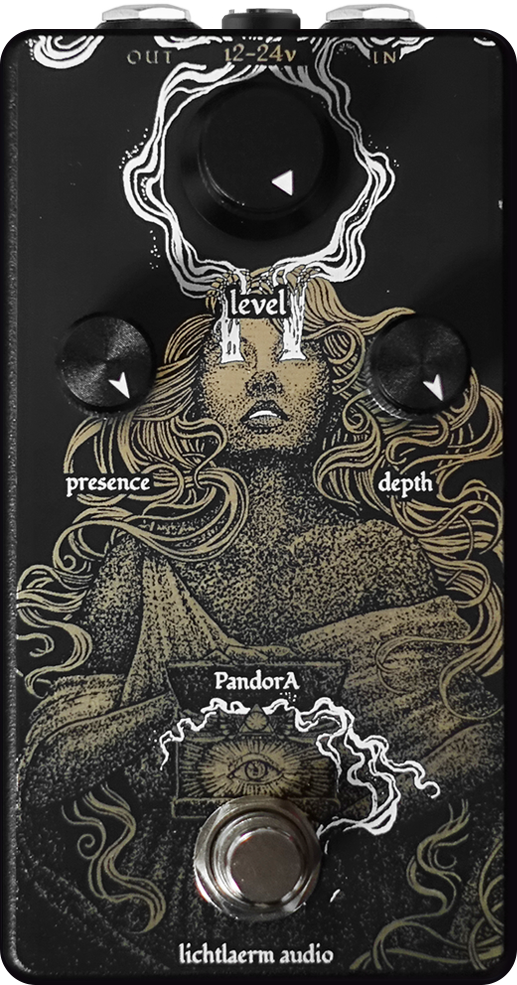 OUT 12-24v IN
level
presence depth
PandorA
lichtlaerm audio